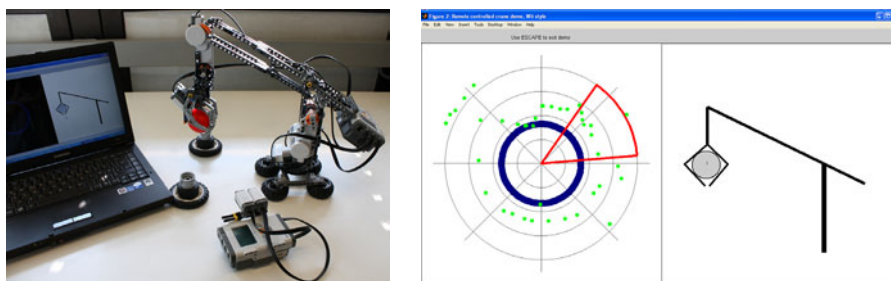 Figure 2: Remote controlled crane demo, Wii style
File Edit View Insert Tools Desktop Window Help
Use ESCAPE to exit demo